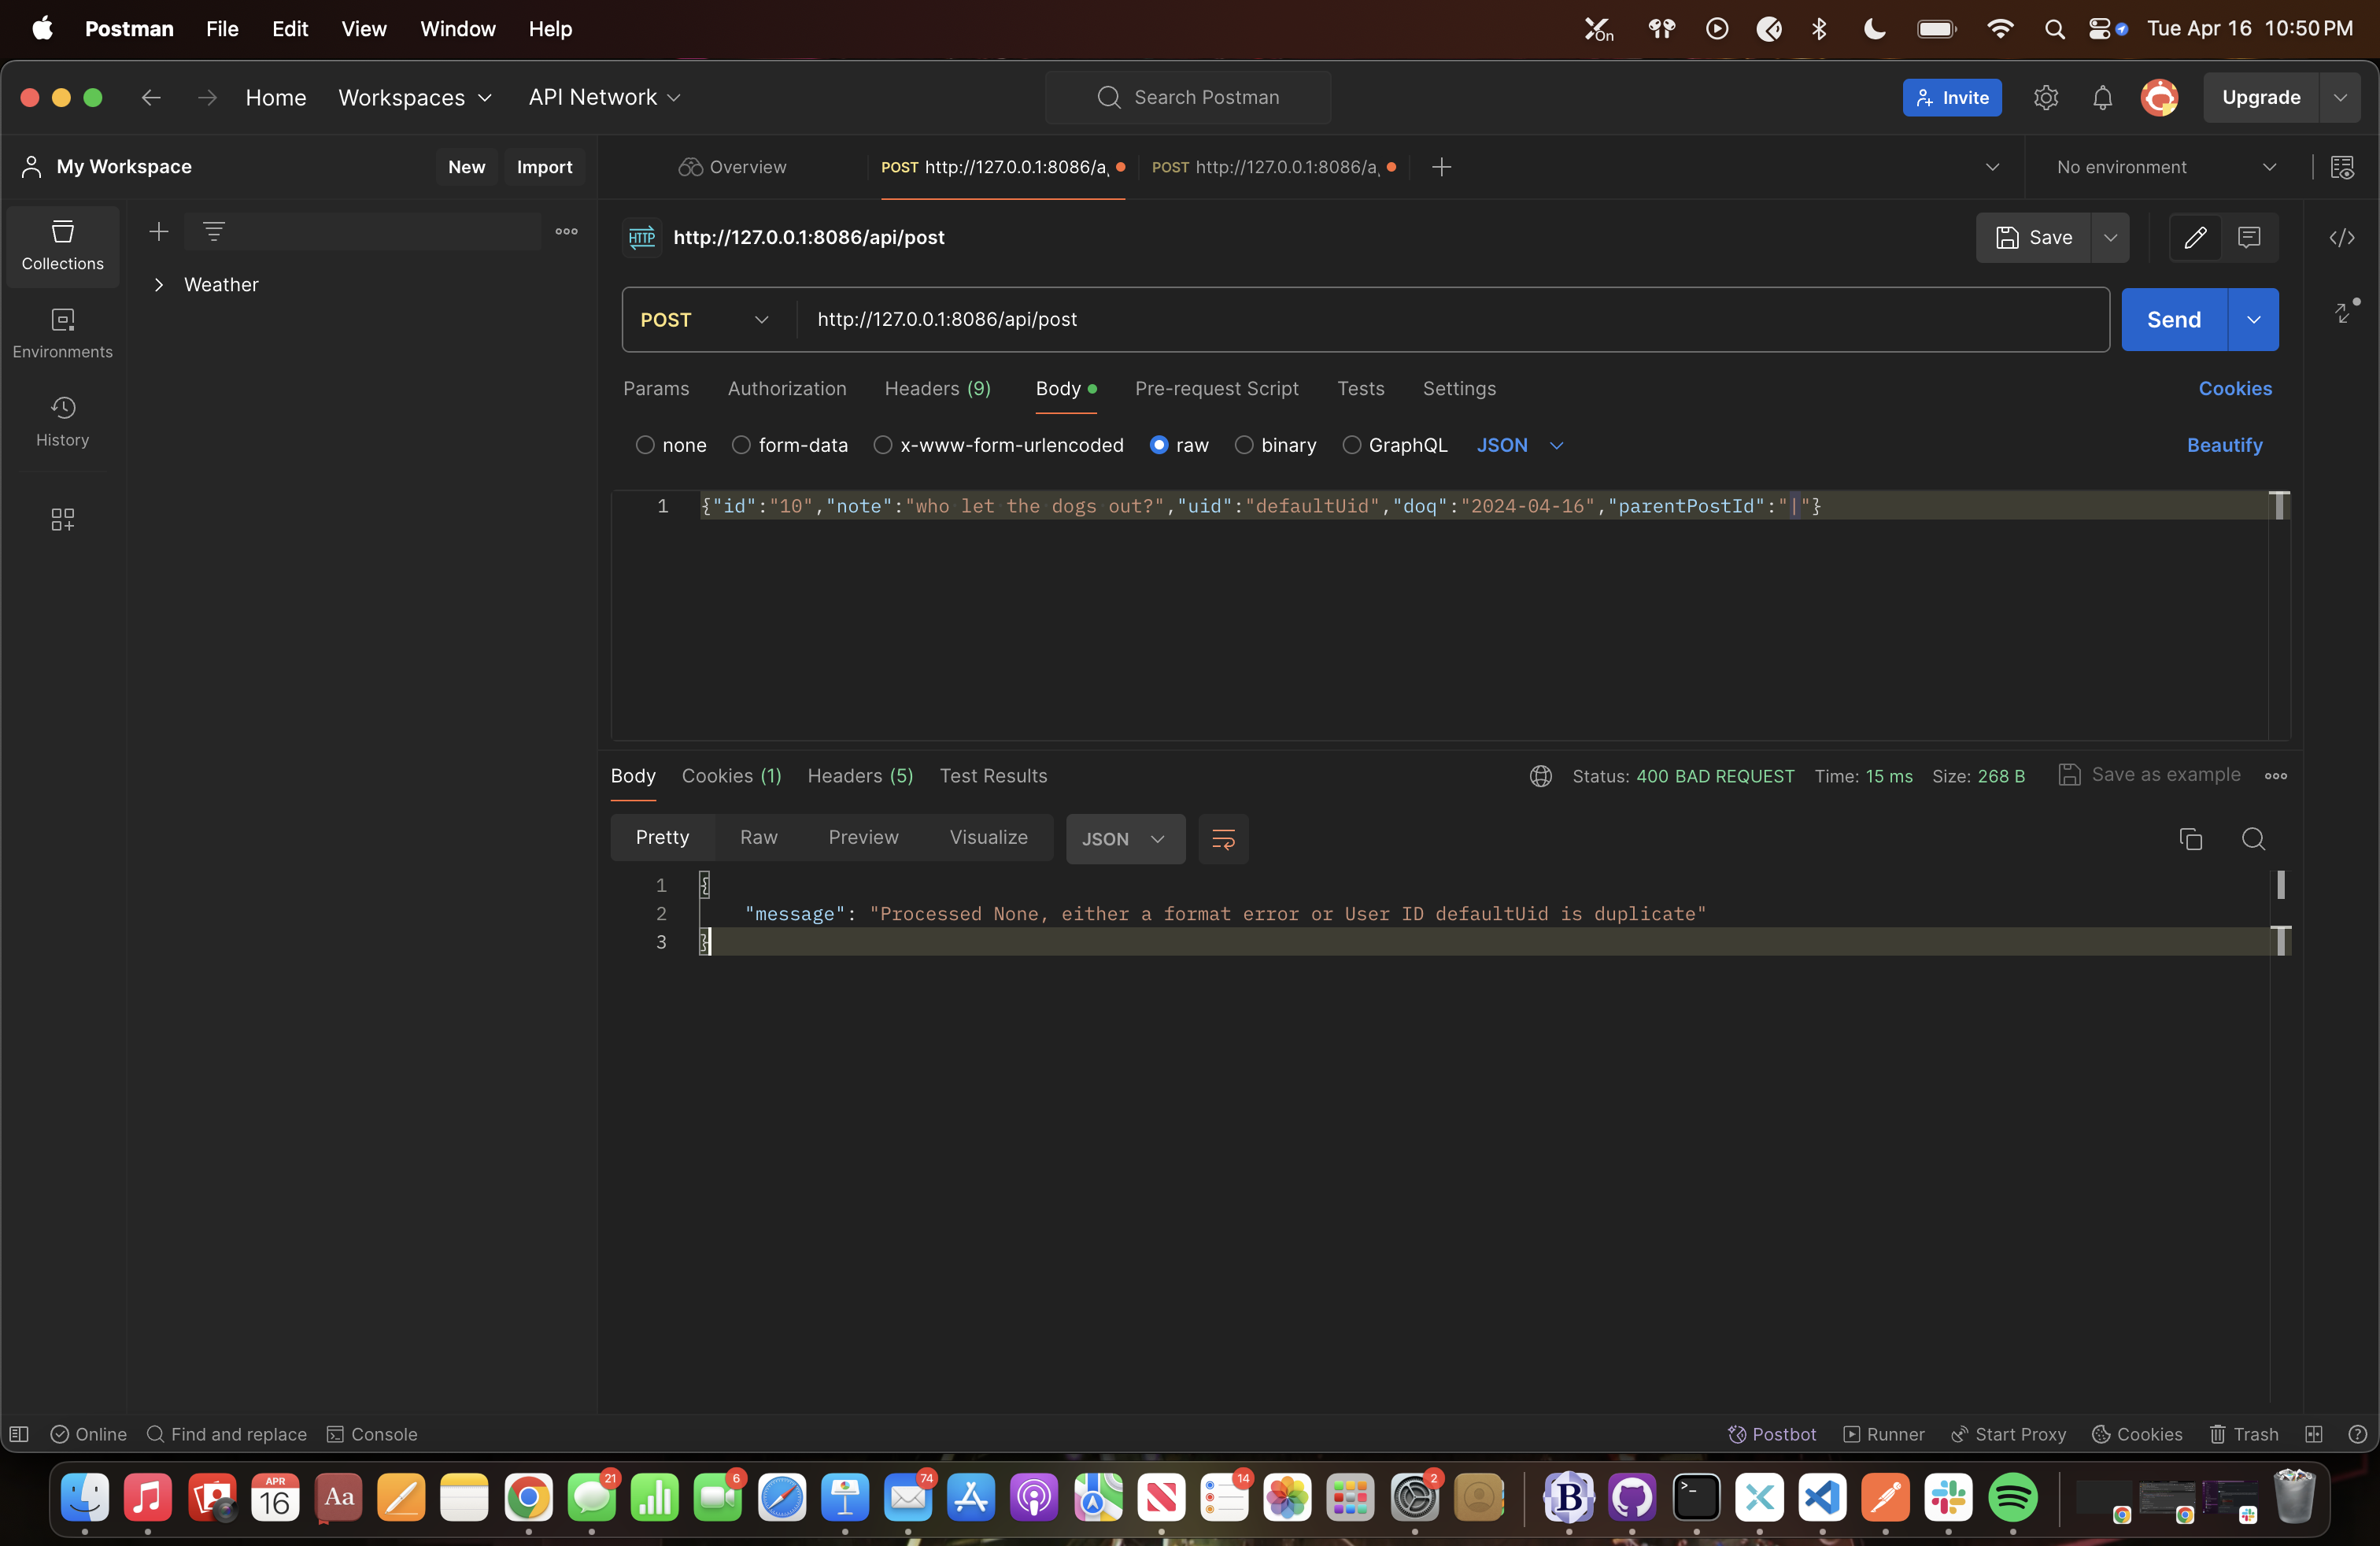 Postman File Edit View Window Help On Tue Apr 16 10:50 PM
Home Workspaces API Network Search Postman Invite Upgrade
My Workspace New Import Overview POST http://127.0.0.1:8086/a, POST http://127.0.0.1:8086/a, No environment
Collections
HTTP http://127.0.0.1:8086/api/post Save
Weather
Environments
POST http://127.0.0.1:8086/api/post Send
History
Params Authorization Headers (9) Body Pre-request Script Tests Settings Cookies
none form-data x-www-form-urlencoded raw binary GraphQL JSON Beautify
1 {"id":"10","note":"who let the dogs out?","uid":"defaultUid","doq":"2024-04-16","parentPostId":"|"}
Body Cookies (1) Headers (5) Test Results Status: 400 BAD REQUEST Time: 15 ms Size: 268 B Save as example
Pretty Raw Preview Visualize JSON
1 {
2 "message": "Processed None, either a format error or User ID defaultUid is duplicate"
3 }
Online Find and replace Console Postbot Runner Start Proxy Cookies Trash
APR 16 Aa 21 6 74 14 2 B